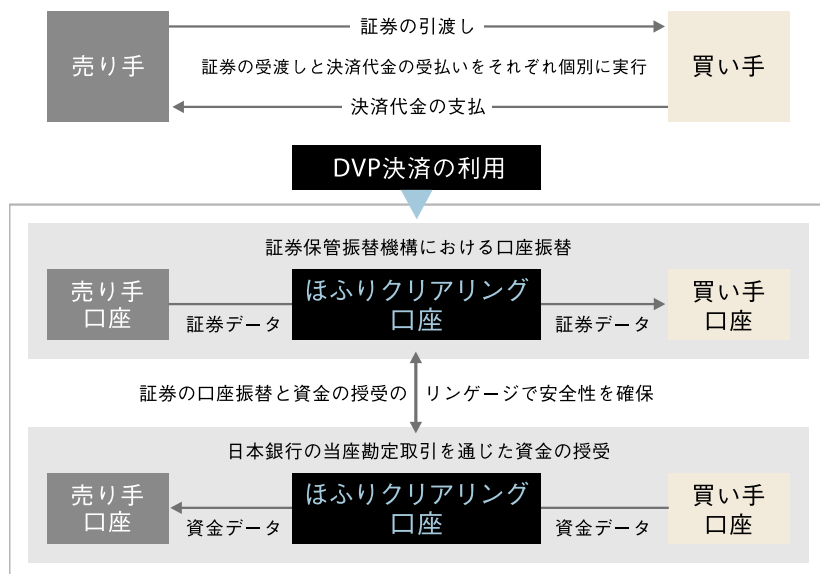 証券の引渡し
売り手
証券の受渡しと決済代金の受払いをそれぞれ個別に実行
買い手
決済代金の支払
DVP決済の利用
証券保管振替機構における口座振替
売り手
口座
証券データ
ほふりクリアリング
口座
証券データ
買い手
口座
証券の口座振替と資金の授受の リンゲージで安全性を確保
日本銀行の当座勘定取引を通じた資金の授受
売り手
口座
資金データ
ほふりクリアリング
口座
資金データ
買い手
口座